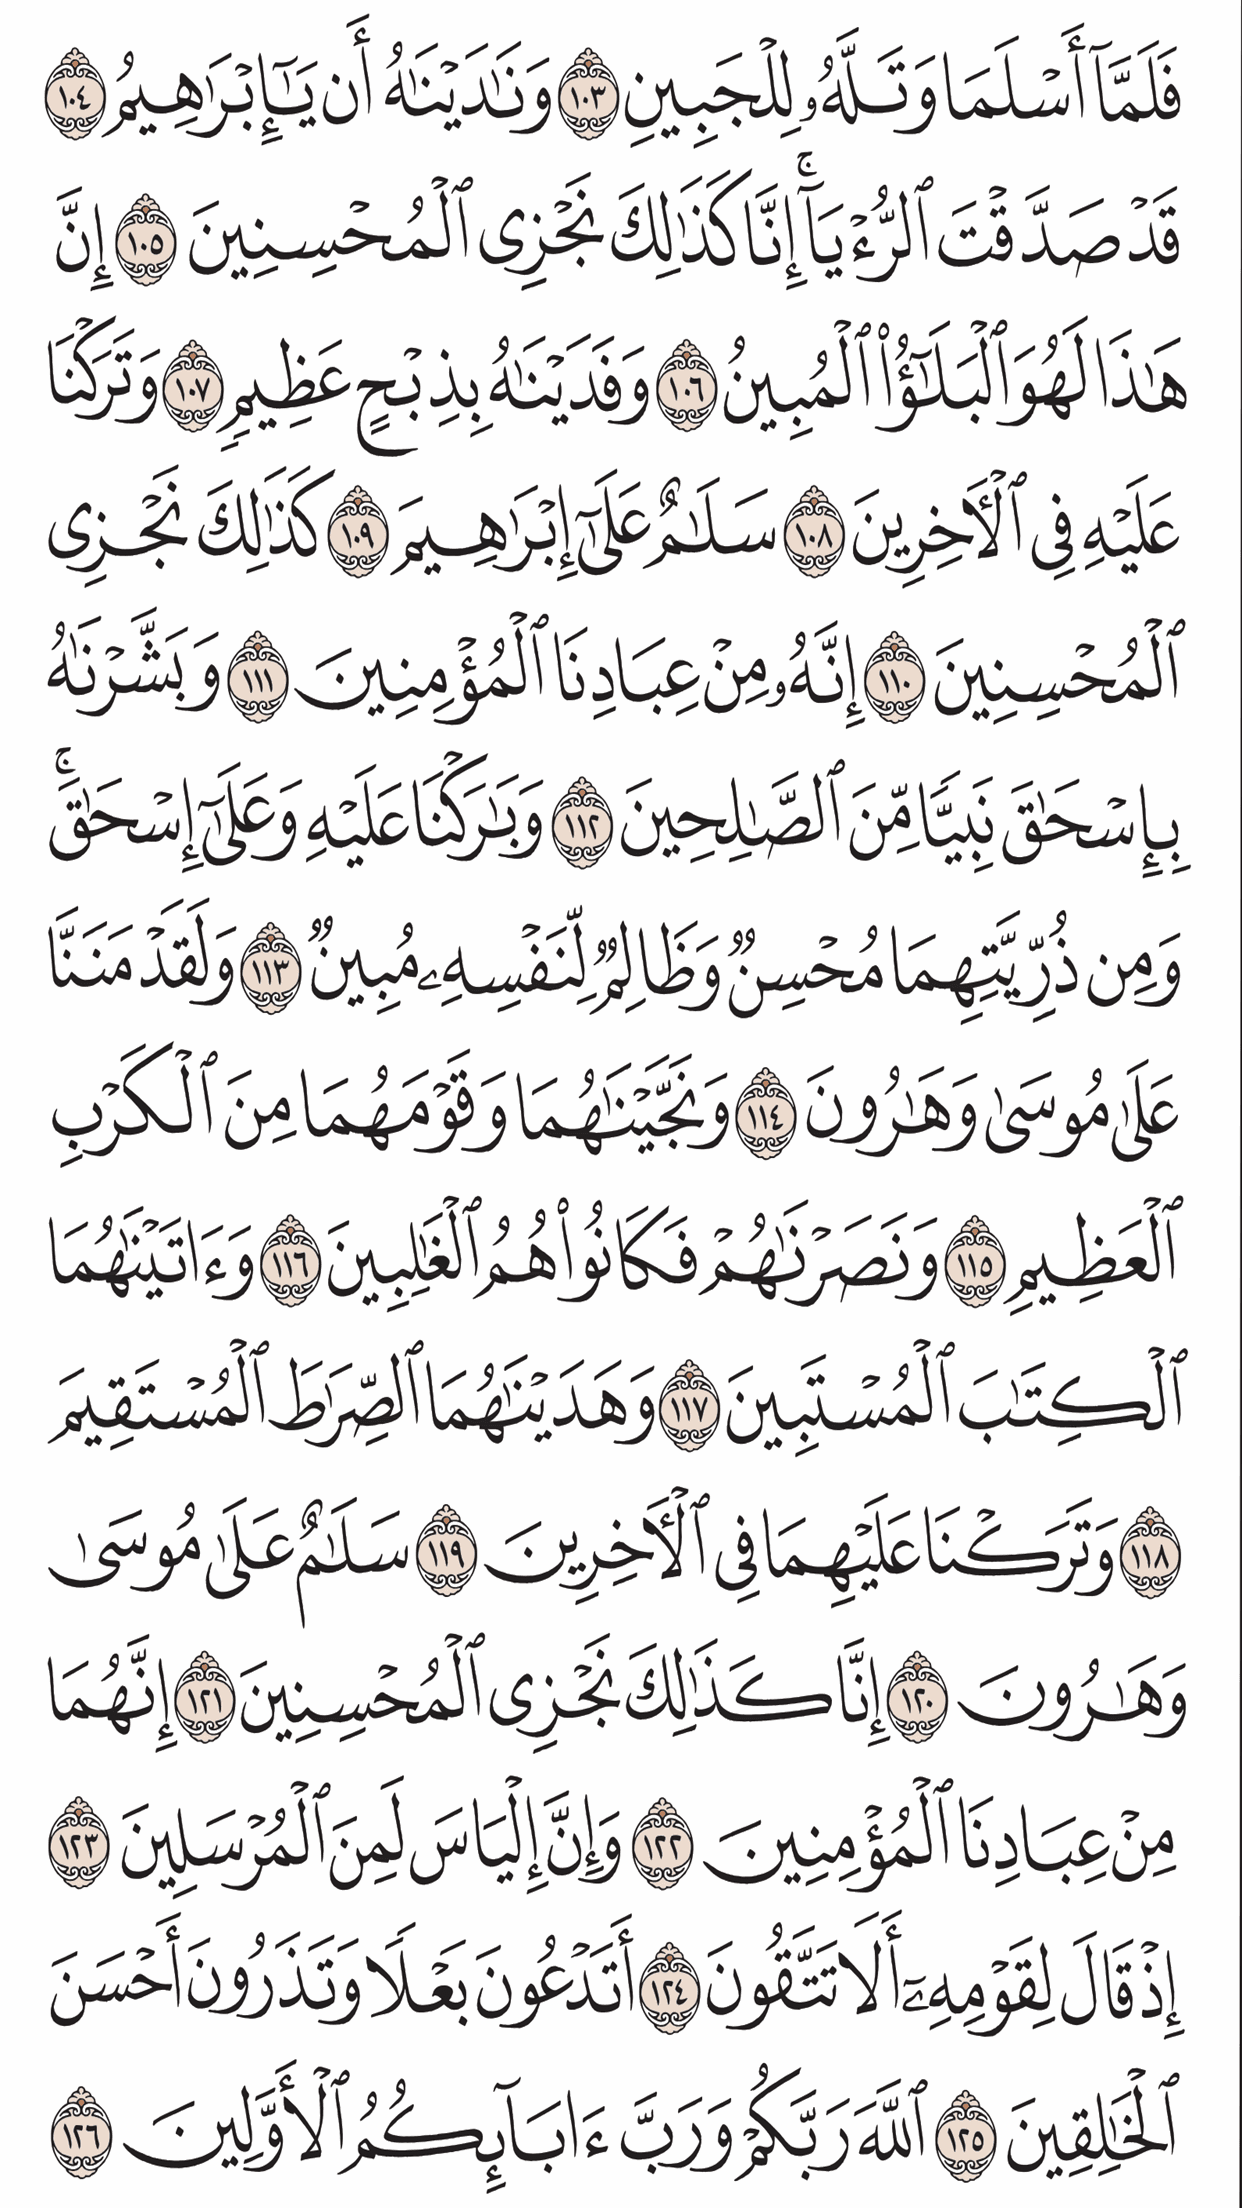 فَلَمَّآ أَسْلَمَا وَتَلَّهُۥ لِلْجَبِينِ ١٠٣ وَنَٰدَيْنَٰهُ أَن يَٰٓإِبْرَٰهِيمُ ١٠٤
قَدْ صَدَّقْتَ ٱلرُّءْيَآۚ إِنَّا كَذَٰلِكَ نَجْزِى ٱلْمُحْسِنِينَ ١٠٥ إِنَّ
هَٰذَا لَهُوَ ٱلْبَلَٰٓؤُا۟ ٱلْمُبِينُ ١٠٦ وَفَدَيْنَٰهُ بِذِبْحٍ عَظِيمٍ ١٠٧ وَتَرَكْنَا
عَلَيْهِ فِى ٱلْأَخِرِينَ ١٠٨ سَلَٰمٌ عَلَىٰٓ إِبْرَٰهِيمَ ١٠٩ كَذَٰلِكَ نَجْزِى
ٱلْمُحْسِنِينَ ١١٠ إِنَّهُۥ مِنْ عِبَادِنَا ٱلْمُؤْمِنِينَ ١١١ وَبَشَّرْنَٰهُ
بِإِسْحَٰقَ نَبِيًّا مِّنَ ٱلصَّٰلِحِينَ ١١٢ وَبَٰرَكْنَا عَلَيْهِ وَعَلَىٰٓ إِسْحَٰقَۚ
وَمِن ذُرِّيَّتِهِمَا مُحْسِنٌ وَظَالِمٌ لِّنَفْسِهِۦ مُبِينٌ ١١٣ وَلَقَدْ مَنَنَّا
عَلَىٰ مُوسَىٰ وَهَٰرُونَ ١١٤ وَنَجَّيْنَٰهُمَا وَقَوْمَهُمَا مِنَ ٱلْكَرْبِ
ٱلْعَظِيمِ ١١٥ وَنَصَرْنَٰهُمْ فَكَانُوا۟ هُمُ ٱلْغَٰلِبِينَ ١١٦ وَءَاتَيْنَٰهُمَا
ٱلْكِتَٰبَ ٱلْمُسْتَبِينَ ١١٧ وَهَدَيْنَٰهُمَا ٱلصِّرَٰطَ ٱلْمُسْتَقِيمَ
١١٨ وَتَرَكْنَا عَلَيْهِمَا فِى ٱلْأَخِرِينَ ١١٩ سَلَٰمٌ عَلَىٰ مُوسَىٰ
وَهَٰرُونَ ١٢٠ إِنَّا كَذَٰلِكَ نَجْزِى ٱلْمُحْسِنِينَ ١٢١ إِنَّهُمَا
مِنْ عِبَادِنَا ٱلْمُؤْمِنِينَ ١٢٢ وَإِنَّ إِلْيَاسَ لَمِنَ ٱلْمُرْسَلِينَ ١٢٣
إِذْ قَالَ لِقَوْمِهِۦٓ أَلَا تَتَّقُونَ ١٢٤ أَتَدْعُونَ بَعْلًا وَتَذَرُونَ أَحْسَنَ
ٱلْخَٰلِقِينَ ١٢٥ ٱللَّهَ رَبَّكُمْ وَرَبَّ ءَابَآئِكُمُ ٱلْأَوَّلِينَ ١٢٦